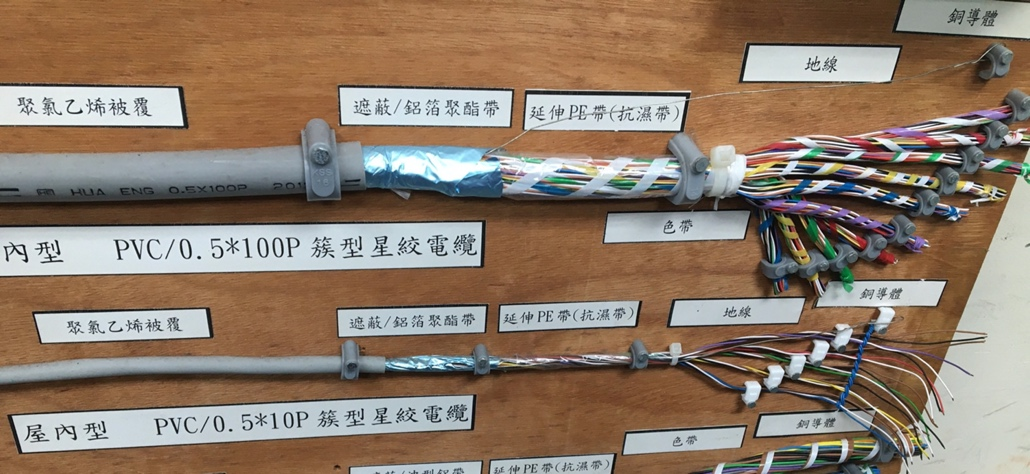 銅導體
地線
聚氯乙烯被覆
遮蔽/鋁箔聚酯帶
延伸PE帶(抗濕帶)
HUA ENG 0.5X100P 201
色帶
內型 PVC/0.5*100P 簇型星絞電纜
銅導體
聚氯乙烯被覆
遮蔽/鋁箔聚酯帶
延伸PE帶(抗濕帶)
地線
屋內型 PVC/0.5*10P 簇型星絞電纜
銅導體
色帶
延伸PE帶(抗濕帶)